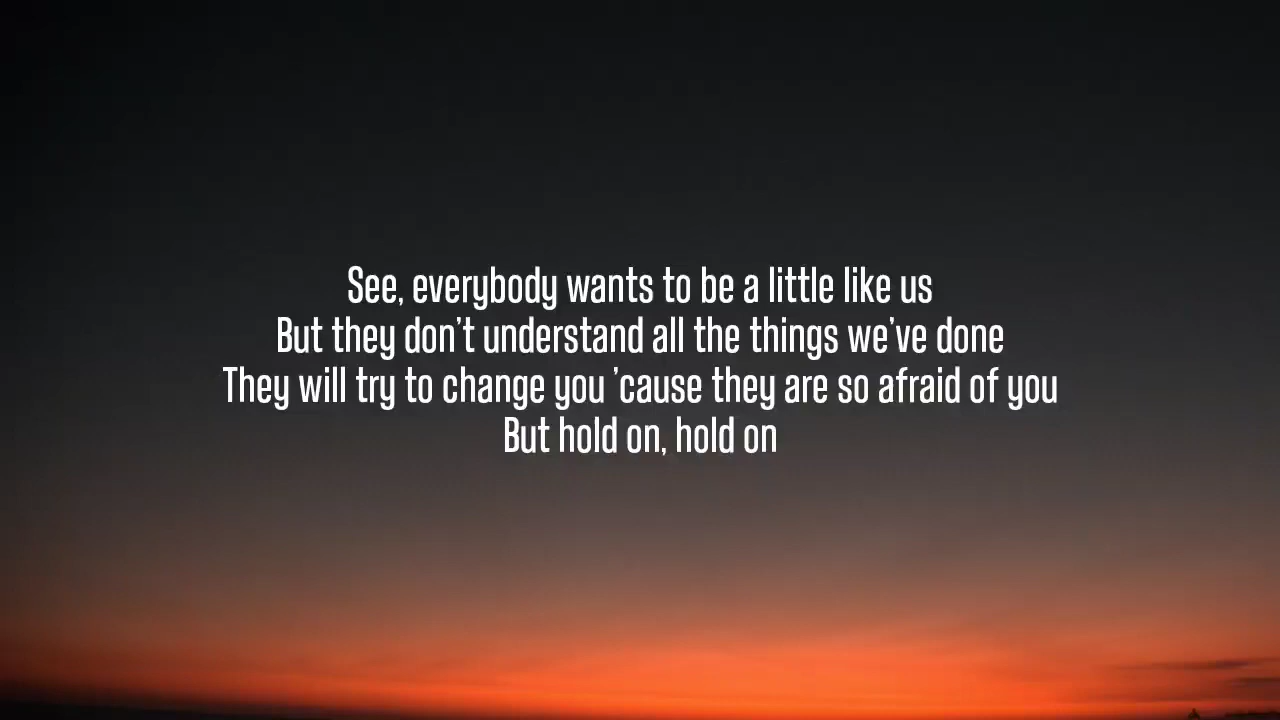 See, everybody wants to be a little like us
But they don't understand all the things we've done
They will try to change you 'cause they are so afraid of you
But hold on, hold on